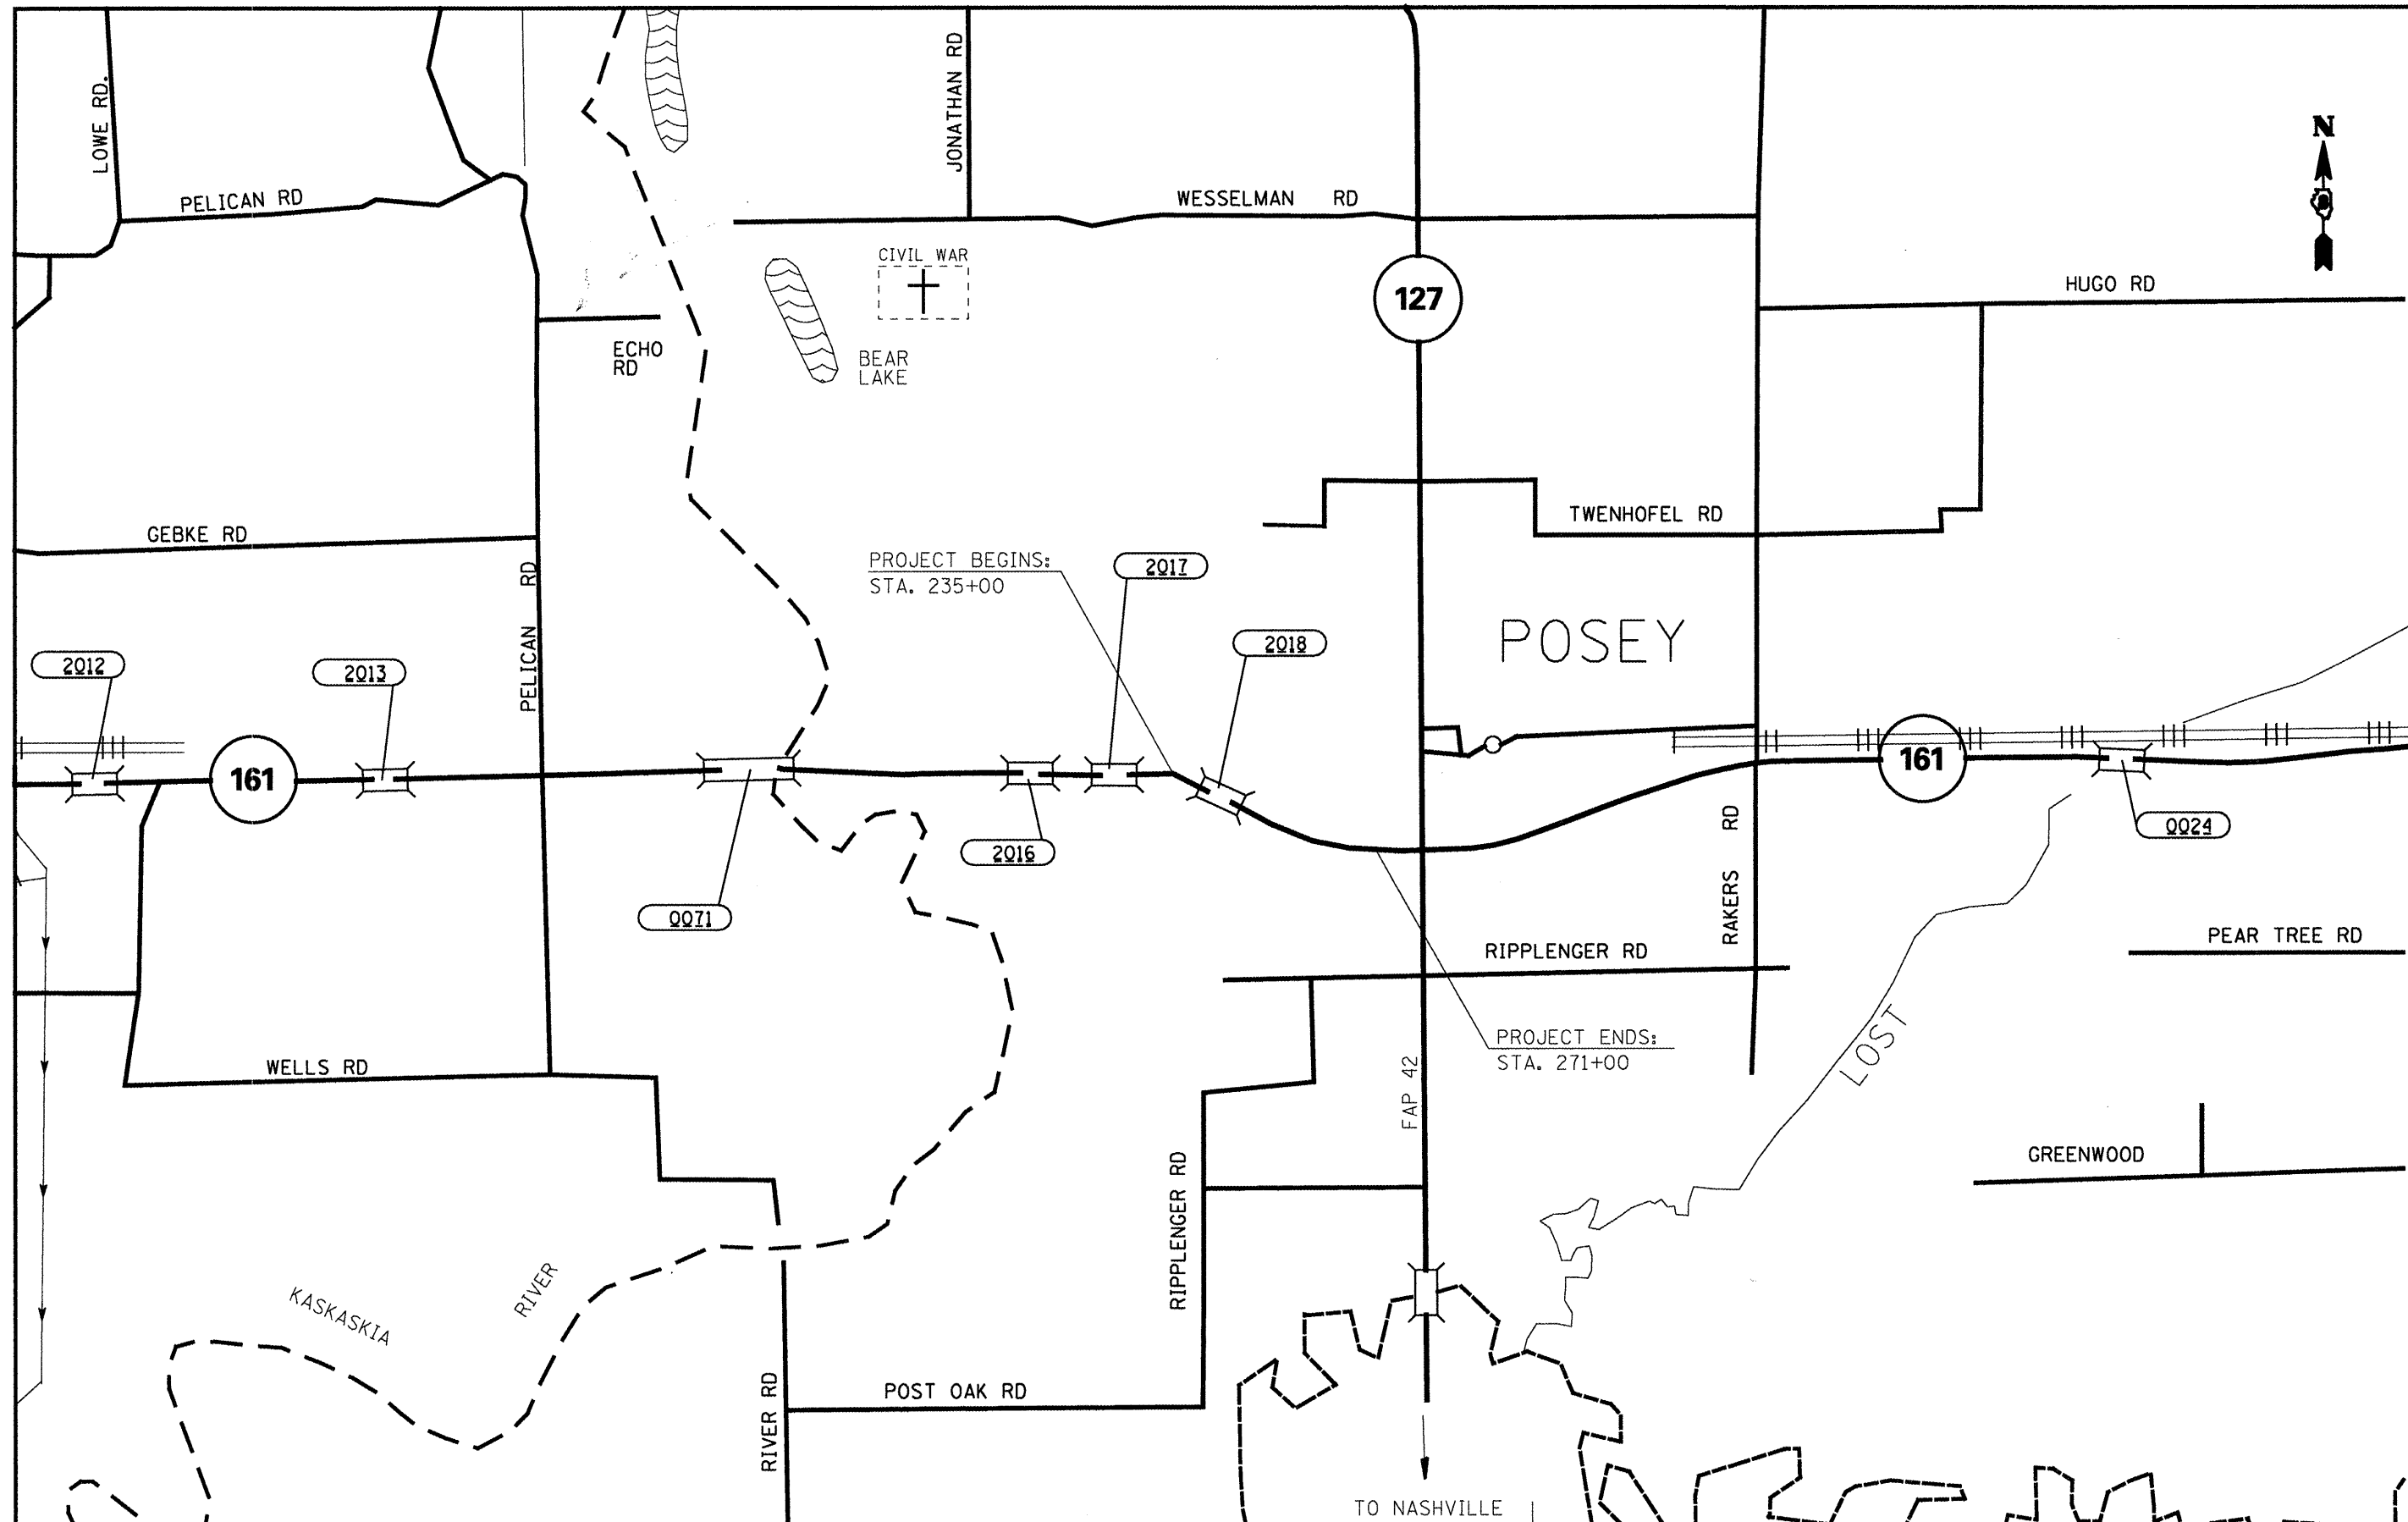 LOWE RD.
JONATHAN RD
N
PELICAN RD
WESSELMAN RD
CIVIL WAR
127
HUGO RD
ECHO
RD
BEAR
LAKE
GEBKE RD
TWENHOFEL RD
PROJECT BEGINS:
STA. 235+00
2017
PELICAN RD
2018
POSEY
2012
2013
161
161
2016
0024
0071
RAKERS RD
PEAR TREE RD
RIPPLENGER RD
LOST
PROJECT ENDS:
STA. 271+00
WELLS RD
FAP 42
GREENWOOD
RIPPLENGER RD
KASKASKIA
RIVER
POST OAK RD
RIVER RD
TO NASHVILLE